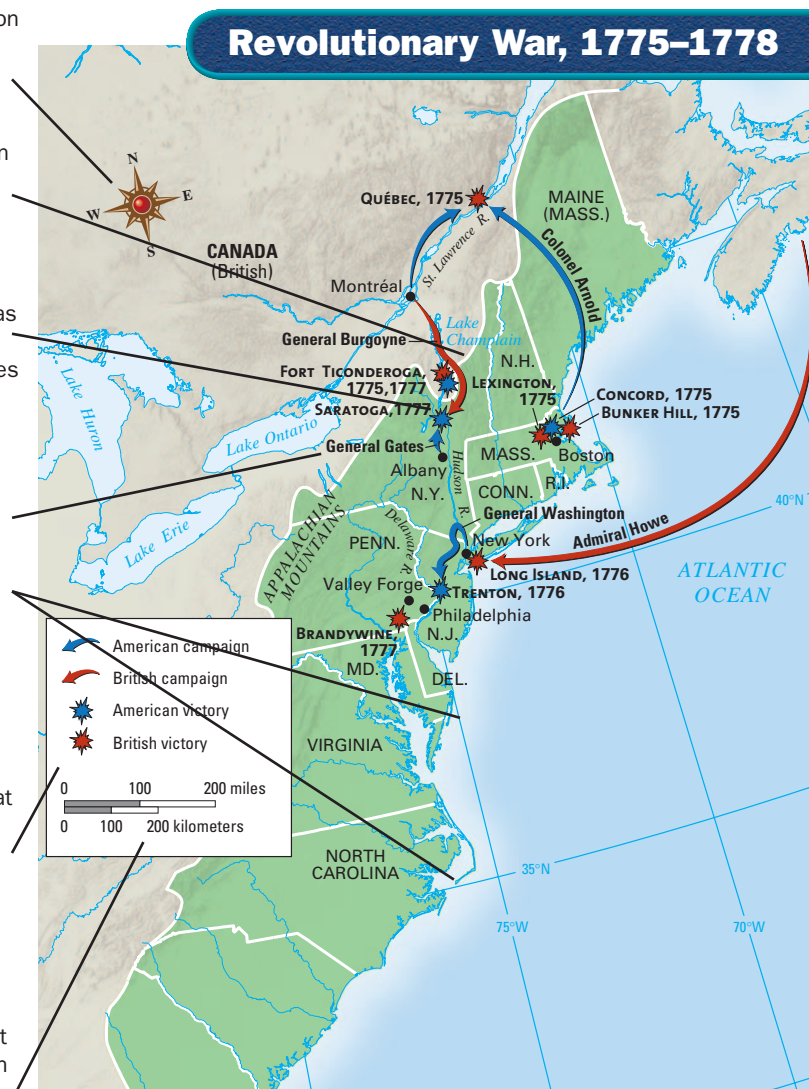 on
n
as
es
at
t
n
Revolutionary War, 1775–1778
N
W
E
S
QUÉBEC, 1775
MAINE
(MASS.)
CANADA
(British)
St. Lawrence R.
Colonel Arnold
Montréal
General Burgoyne
Lake
Champlain
N.H.
FORT TICONDEROGA,
1775,1777
LEXINGTON,
1775
CONCORD, 1775
BUNKER HILL, 1775
SARATOGA,1777
Lake Huron
Lake Ontario
General Gates
Albany
MASS.
Boston
N.Y.
Hudson R.
CONN.
R.I.
40°N
General Washington
APPALACHIAN
MOUNTAINS
Lake Erie
Delaware R.
PENN.
New York
Admiral Howe
LONG ISLAND, 1776
ATLANTIC
OCEAN
Valley Forge
TRENTON, 1776
Philadelphia
N.J.
BRANDYWINE,
1777
MD.
DEL.
American campaign
British campaign
American victory
British victory
0 100 200 miles
0 100 200 kilometers
VIRGINIA
NORTH
CAROLINA
35°N
75°W
70°W